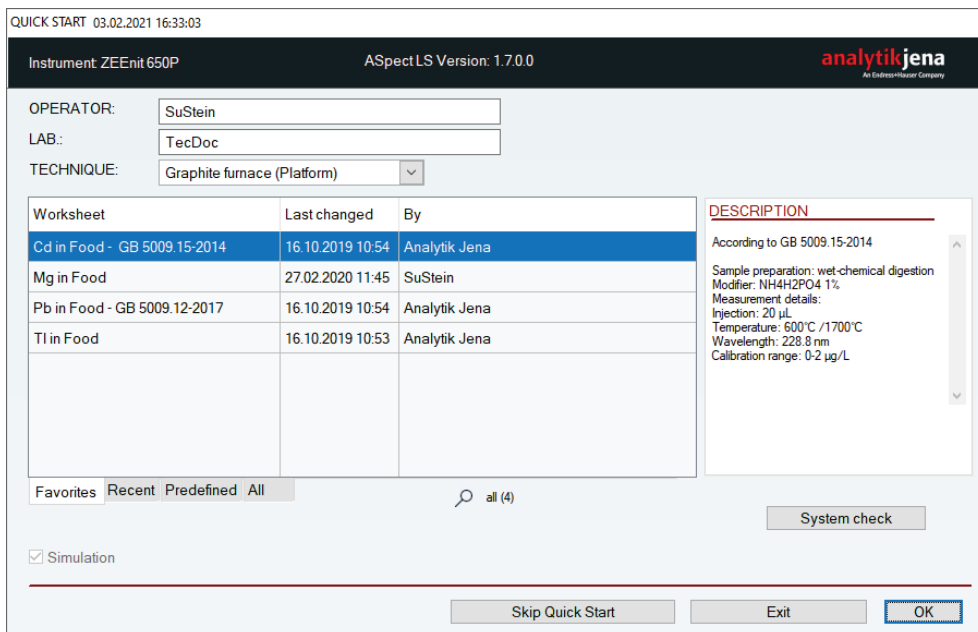 QUICK START 03.02.2021 16:33:03
Instrument: ZEEnit 650P
ASpect LS Version: 1.7.0.0
analytikjena
An Endress+Hauser Company
OPERATOR: SuStein
LAB.: TecDoc
TECHNIQUE: Graphite furnace (Platform)
Worksheet Last changed By
Cd in Food - GB 5009.15-2014 16.10.2019 10:54 Analytik Jena
Mg in Food 27.02.2020 11:45 SuStein
Pb in Food - GB 5009.12-2017 16.10.2019 10:54 Analytik Jena
Tl in Food 16.10.2019 10:53 Analytik Jena
DESCRIPTION
According to GB 5009.15-2014
Sample preparation: wet-chemical digestion
Modifier: NH4H2PO4 1%
Measurement details:
Injection: 20 µL
Temperature: 600°C /1700°C
Wavelength: 228.8 nm
Calibration range: 0-2 µg/L
Favorites Recent Predefined All
all (4)
System check
Simulation
Skip Quick Start Exit OK